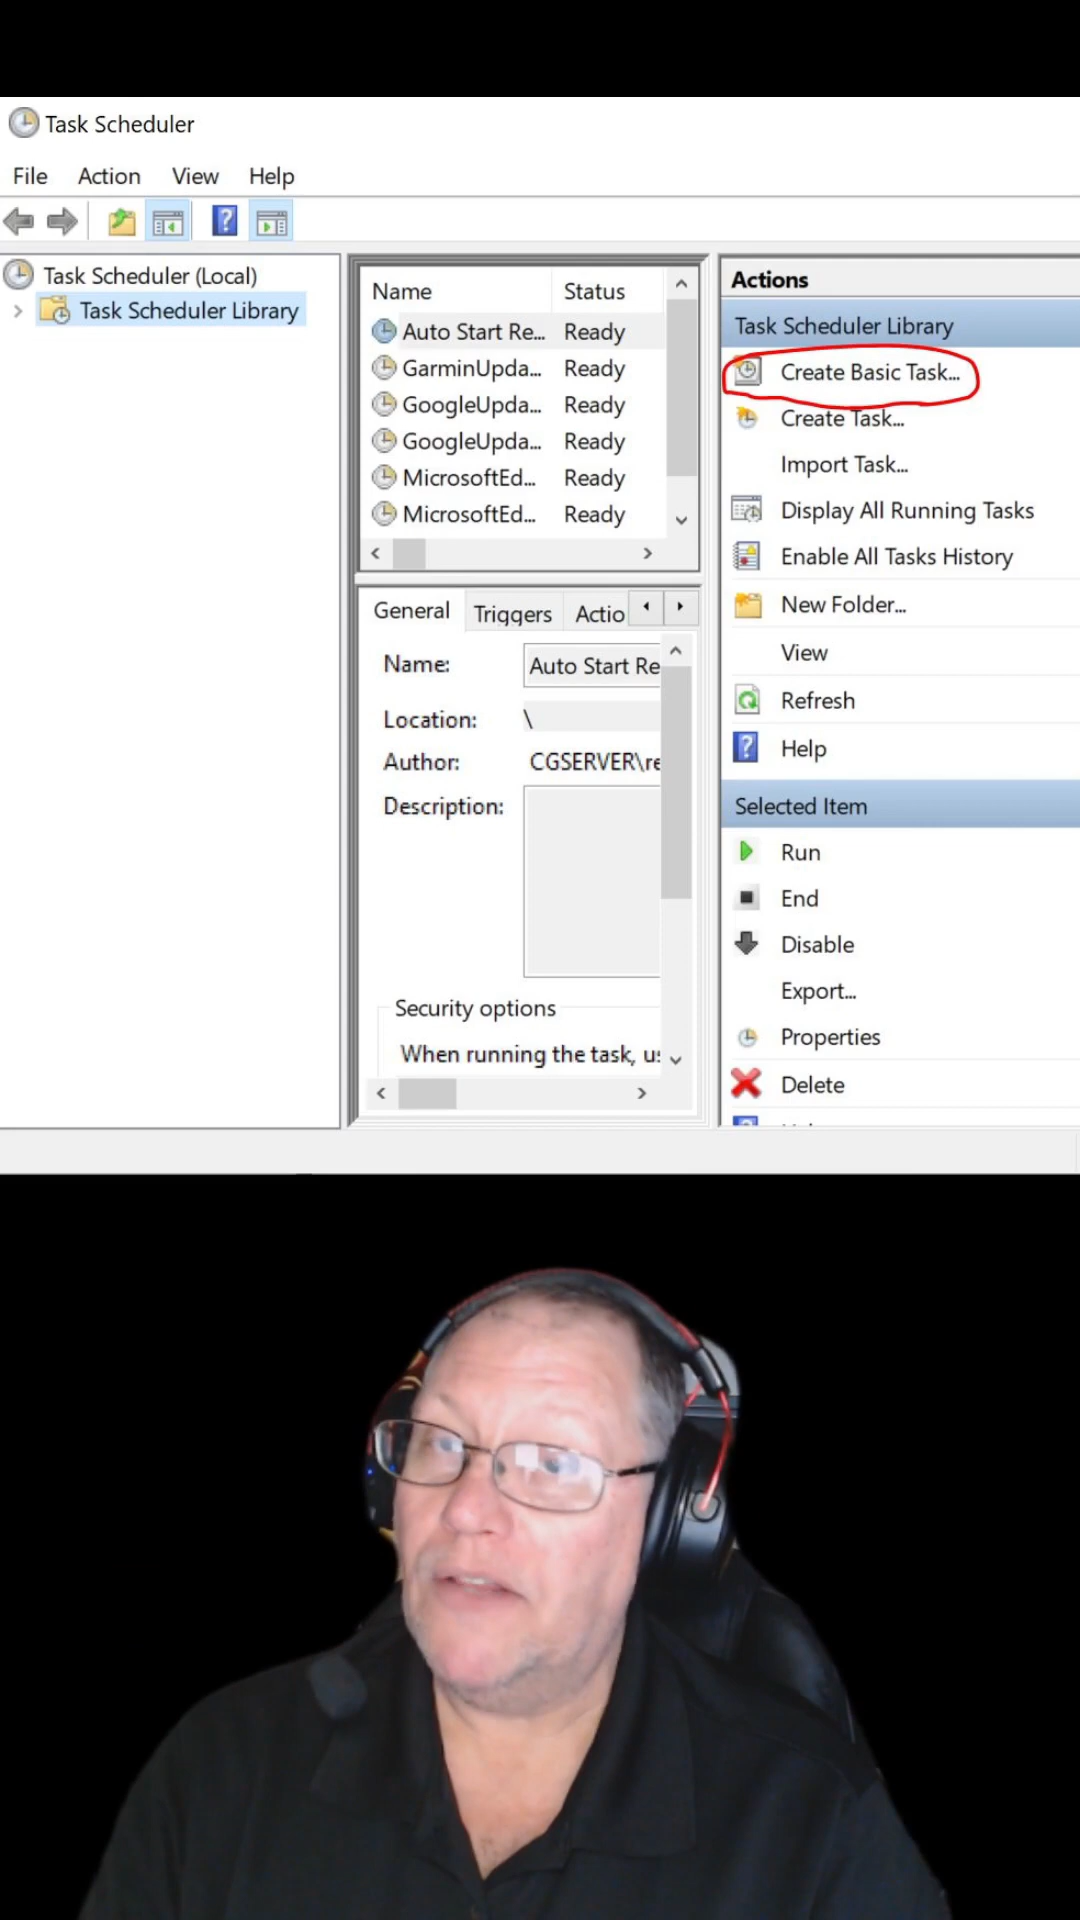 Task Scheduler
File Action View Help
Task Scheduler (Local)
Task Scheduler Library
Name Status
Auto Start Re... Ready
GarminUpda... Ready
GoogleUpda... Ready
GoogleUpda... Ready
MicrosoftEd... Ready
MicrosoftEd... Ready
General Triggers Actio
Name: Auto Start Re
Location: \
Author: CGSERVER\re
Description:
Security options
When running the task, us
Actions
Task Scheduler Library
Create Basic Task...
Create Task...
Import Task...
Display All Running Tasks
Enable All Tasks History
New Folder...
View
Refresh
Help
Selected Item
Run
End
Disable
Export...
Properties
Delete